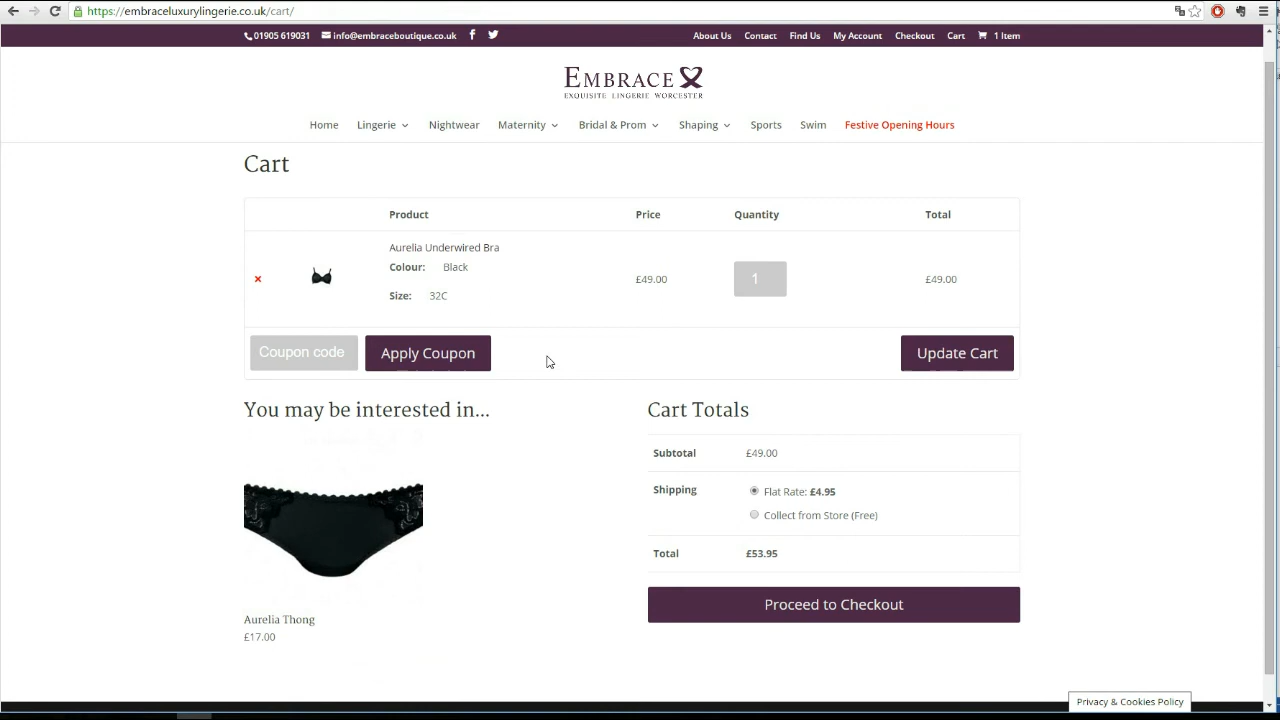 https://embraceluxurylingerie.co.uk/cart/
01905 619031 info@embraceboutique.co.uk About Us Contact Find Us My Account Checkout Cart 1 Item
EMBRACE
EXQUISITE LINGERIE WORCESTER
Home Lingerie Nightwear Maternity Bridal & Prom Shaping Sports Swim Festive Opening Hours
Cart
Product Price Quantity Total
Aurelia Underwired Bra
Colour: Black
£49.00 1 £49.00
Size: 32C
Coupon code Apply Coupon Update Cart
You may be interested in...
Aurelia Thong
£17.00
Cart Totals
Subtotal £49.00
Shipping Flat Rate: £4.95
Collect from Store (Free)
Total £53.95
Proceed to Checkout
Privacy & Cookies Policy